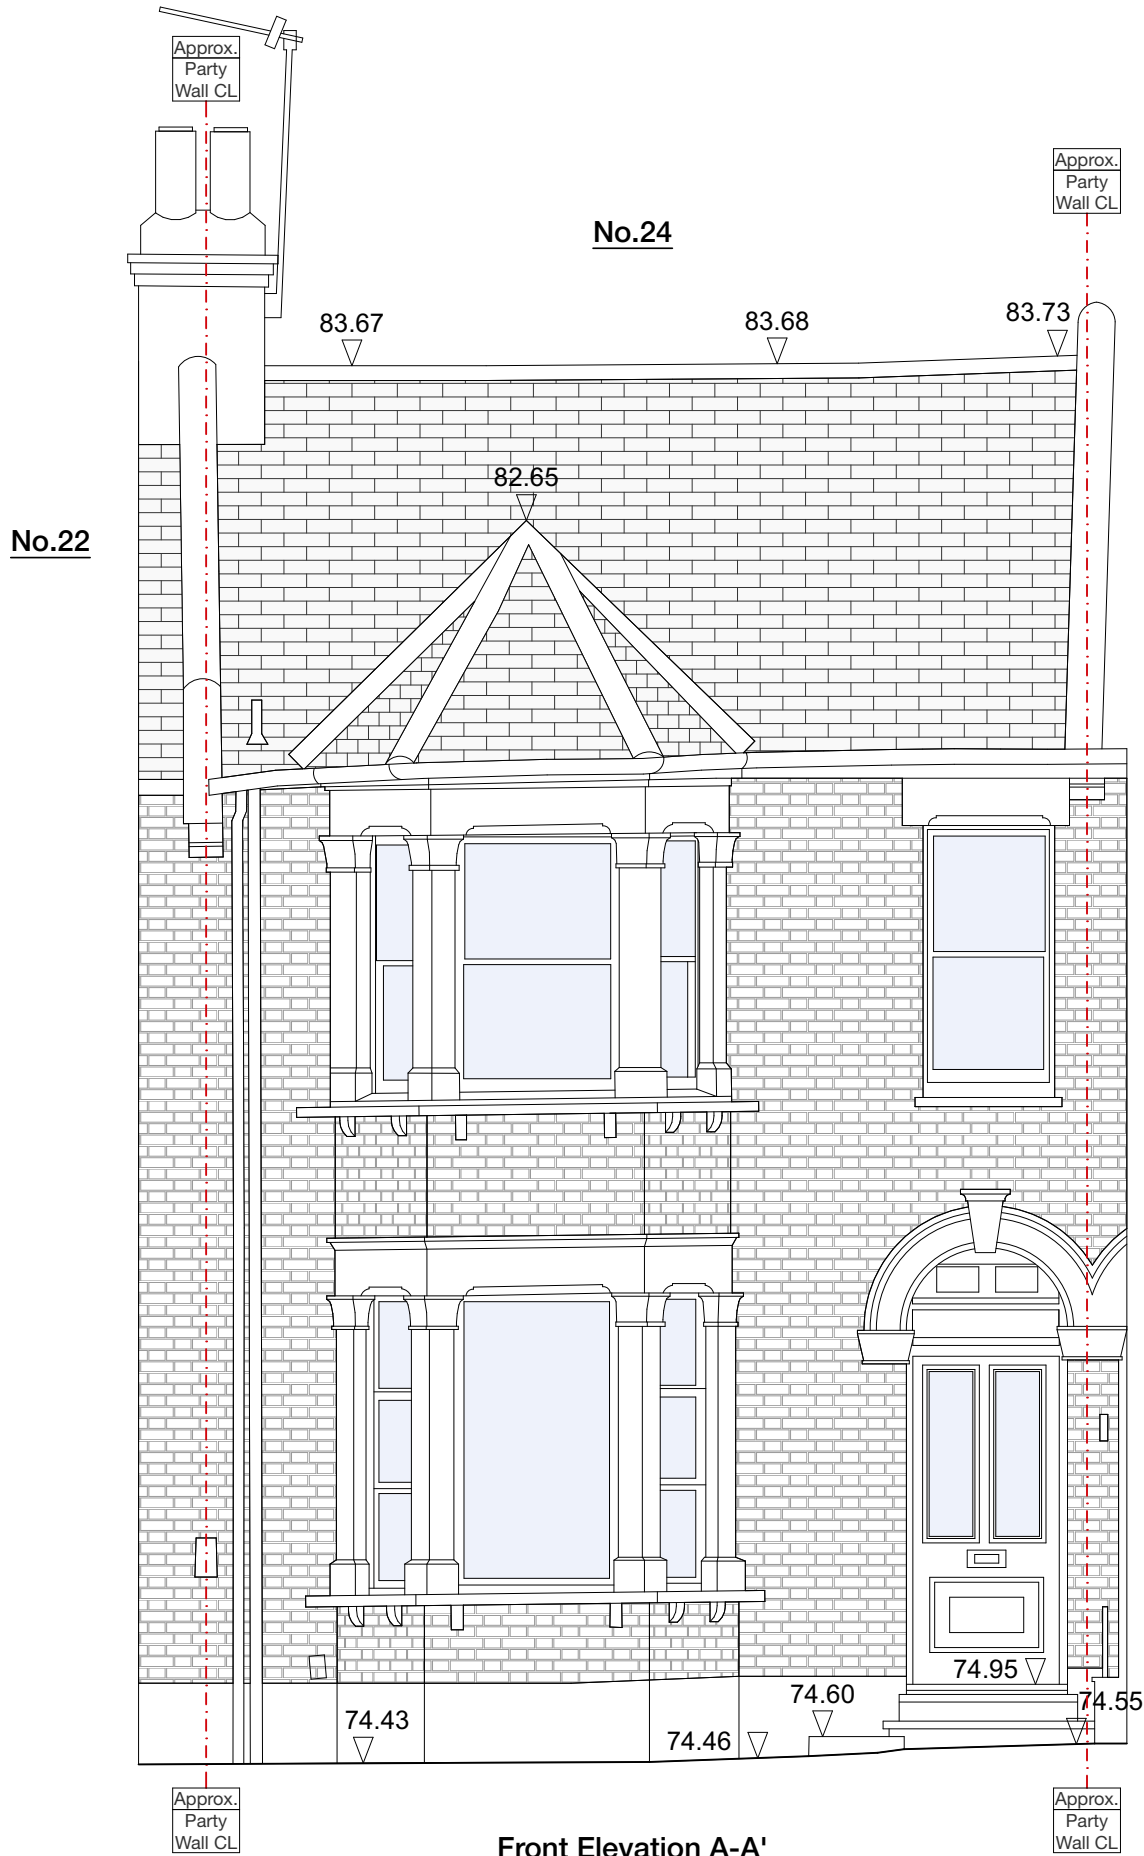 Approx.
Party
Wall CL
Approx.
Party
Wall CL
No.24
83.67
83.68
83.73
82.65
No.22
74.95
74.60
74.55
74.43
74.46
Approx.
Party
Wall CL
Approx.
Party
Wall CL
Front Elevation A-A'